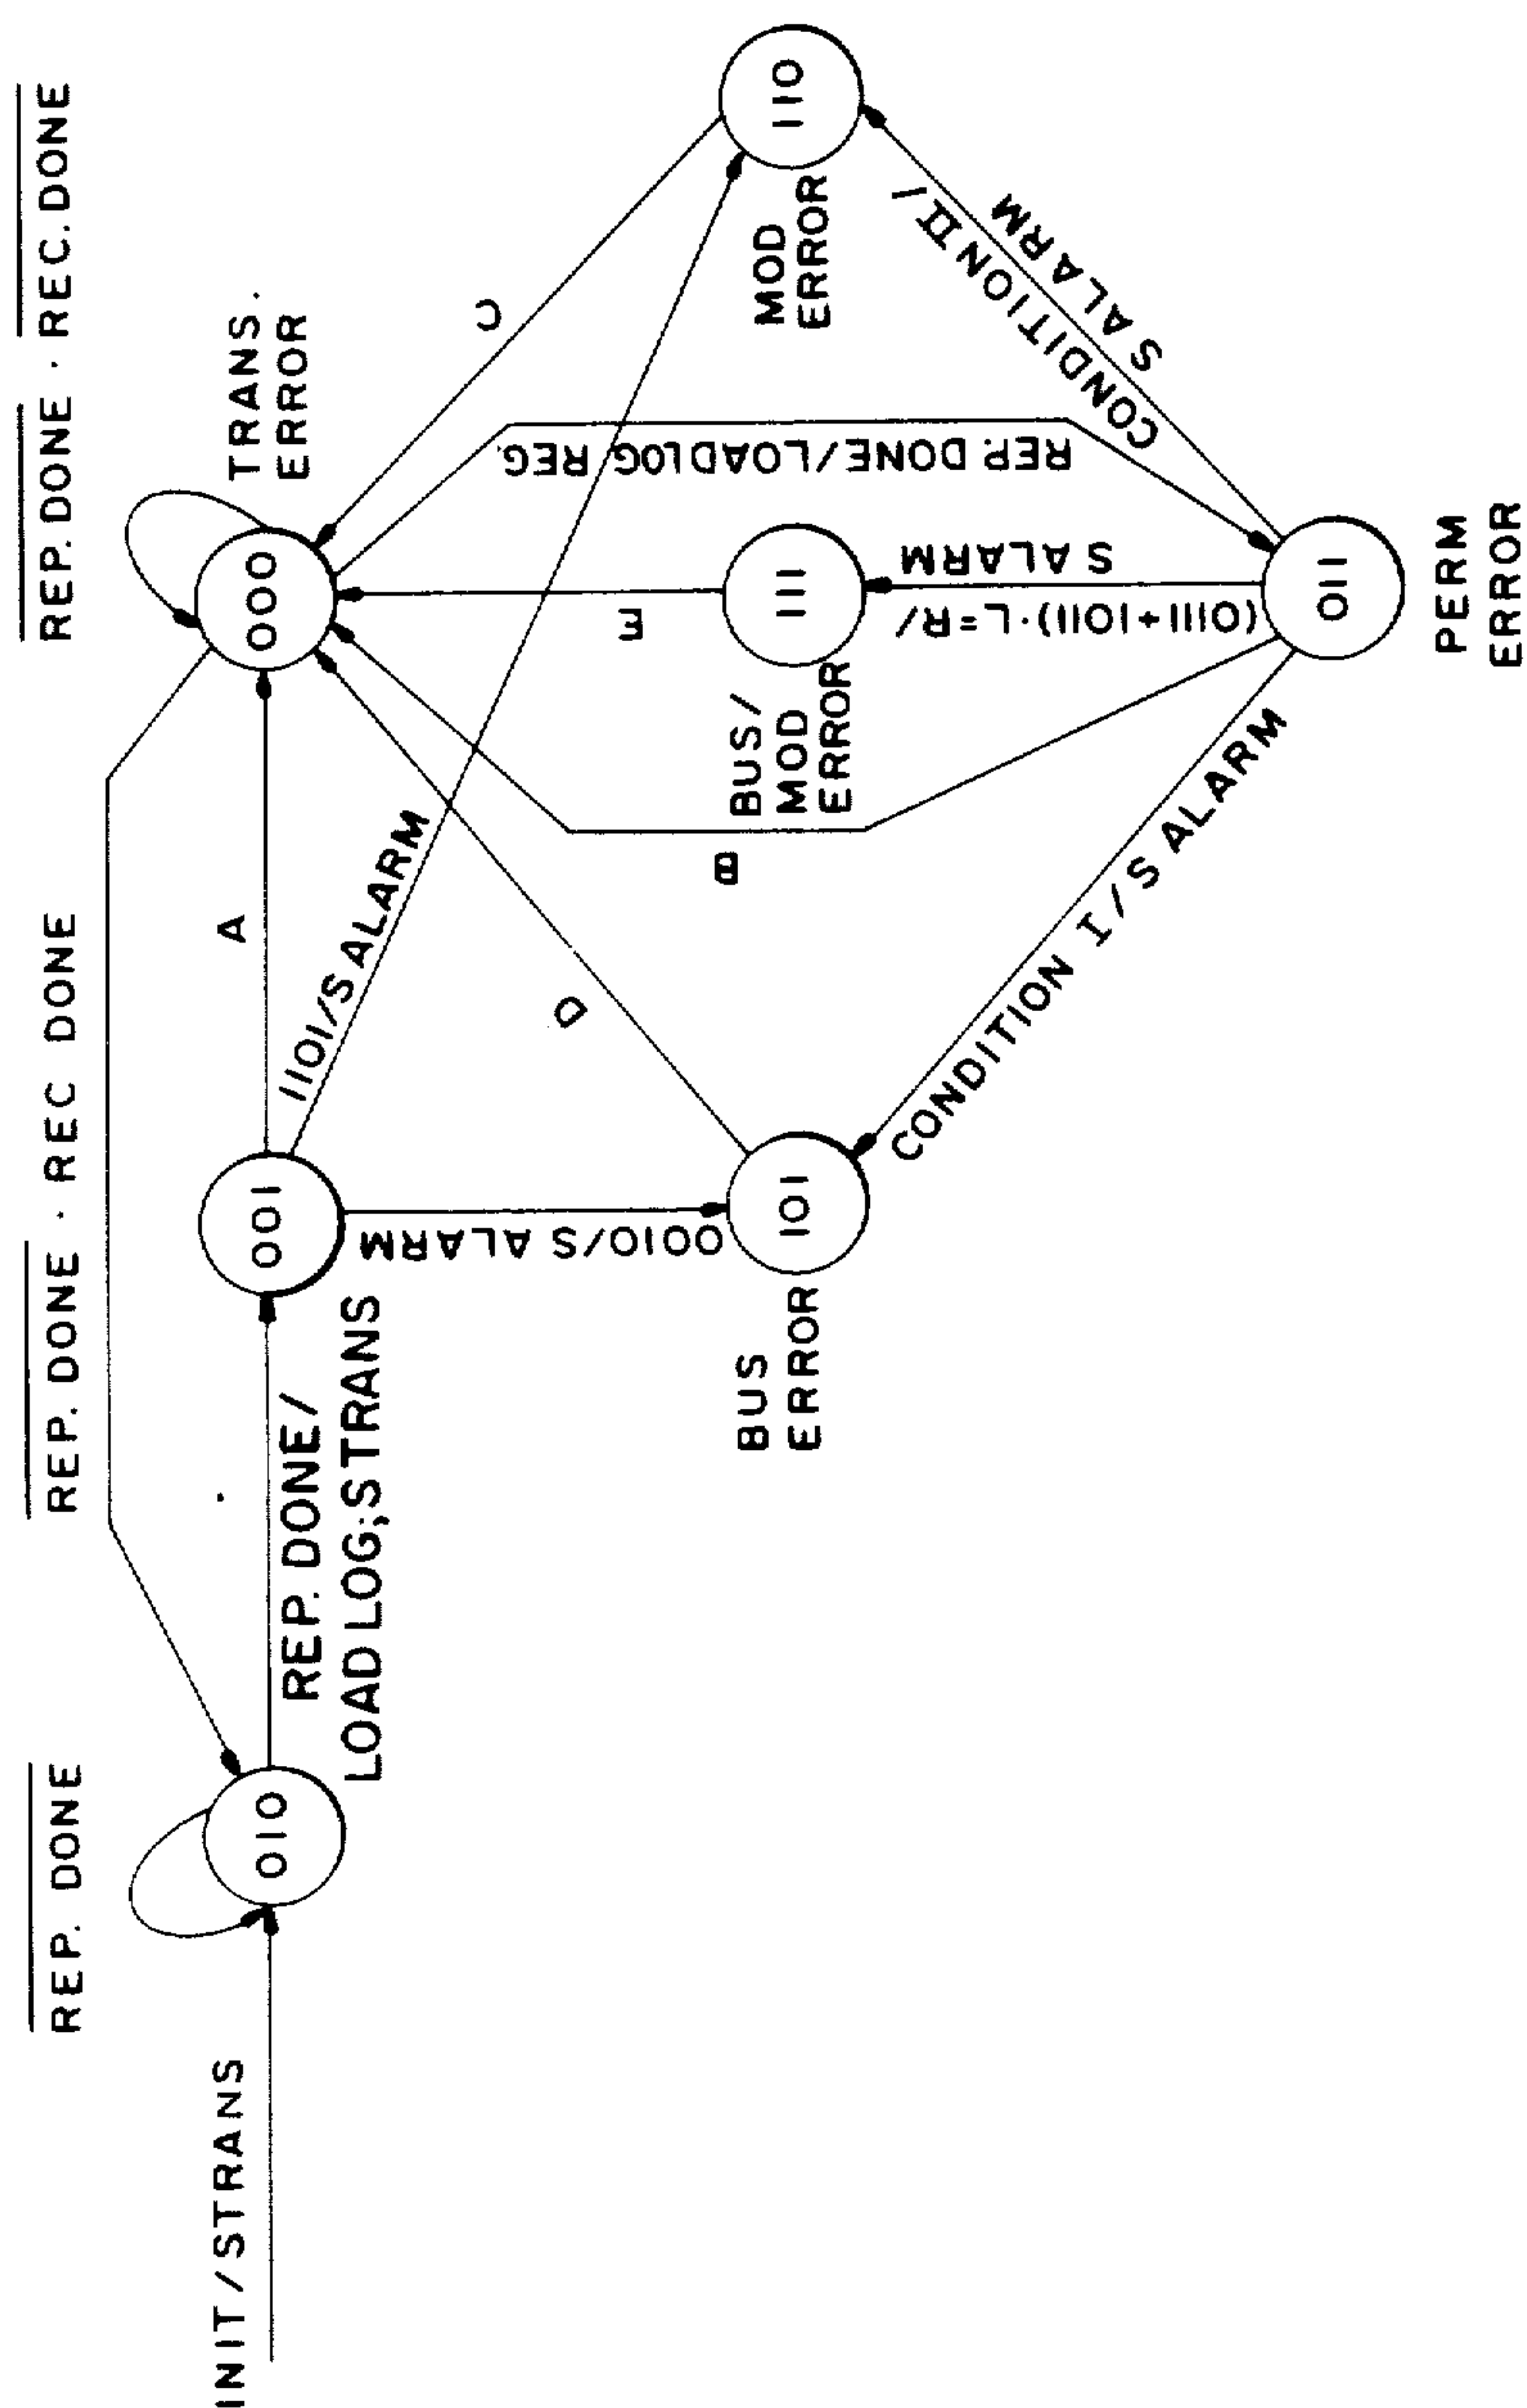 REP. DONE
REP. DONE · REC DONE
REP. DONE · REC. DONE
INIT/STRANS
010
REP. DONE/
LOAD LOG;STRANS
001
A
000
TRANS.
ERROR
1101/S ALARM
0010/S ALARM
D
B
E
C
REP. DONE/LOADLOG REG
BUS
ERROR
101
BUS/
MOD
ERROR
111
MOD
ERROR
110
CONDITION I/S ALARM
(0111+1011)·L=R/
S ALARM
CONDITION II/
S ALARM
011
PERM
ERROR